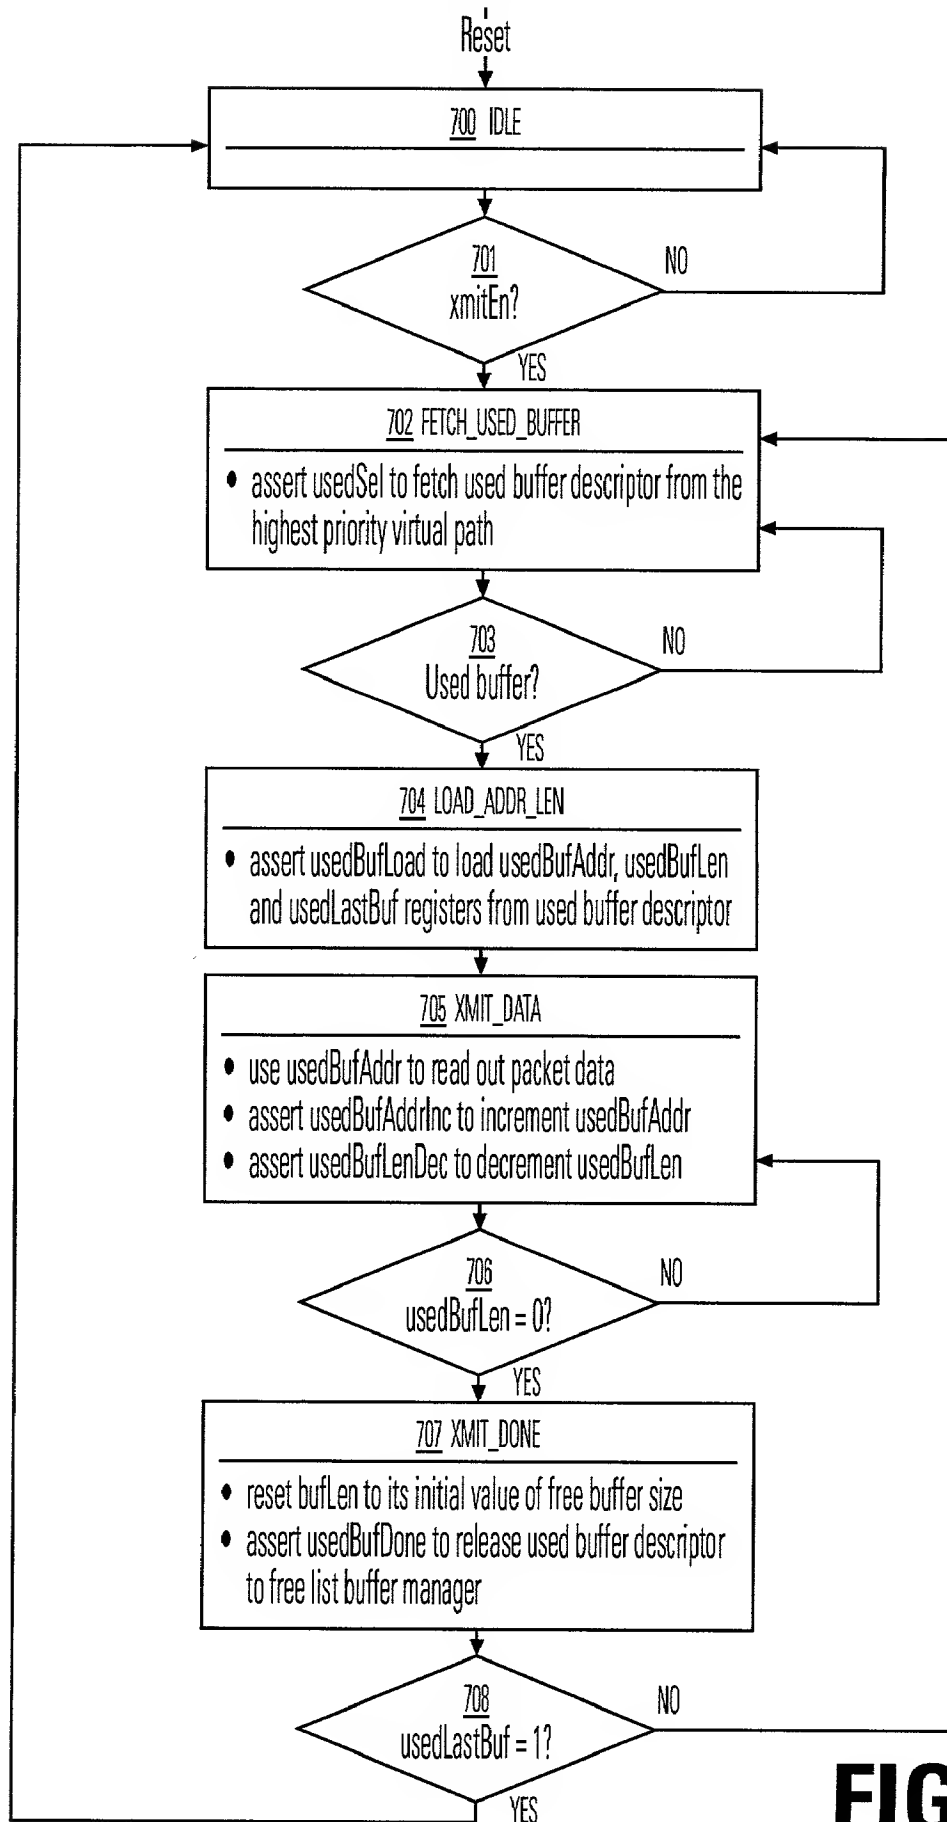 Reset
700 IDLE
701
xmitEn?
NO
YES
702 FETCH_USED_BUFFER
• assert usedSel to fetch used buffer descriptor from the
highest priority virtual path
703
Used buffer?
NO
YES
704 LOAD_ADDR_LEN
• assert usedBufLoad to load usedBufAddr, usedBufLen
and usedLastBuf registers from used buffer descriptor
705 XMIT_DATA
• use usedBufAddr to read out packet data
• assert usedBufAddrInc to increment usedBufAddr
• assert usedBufLenDec to decrement usedBufLen
706
usedBufLen = 0?
NO
YES
707 XMIT_DONE
• reset bufLen to its initial value of free buffer size
• assert usedBufDone to release used buffer descriptor
to free list buffer manager
708
usedLastBuf = 1?
NO
YES
FIG